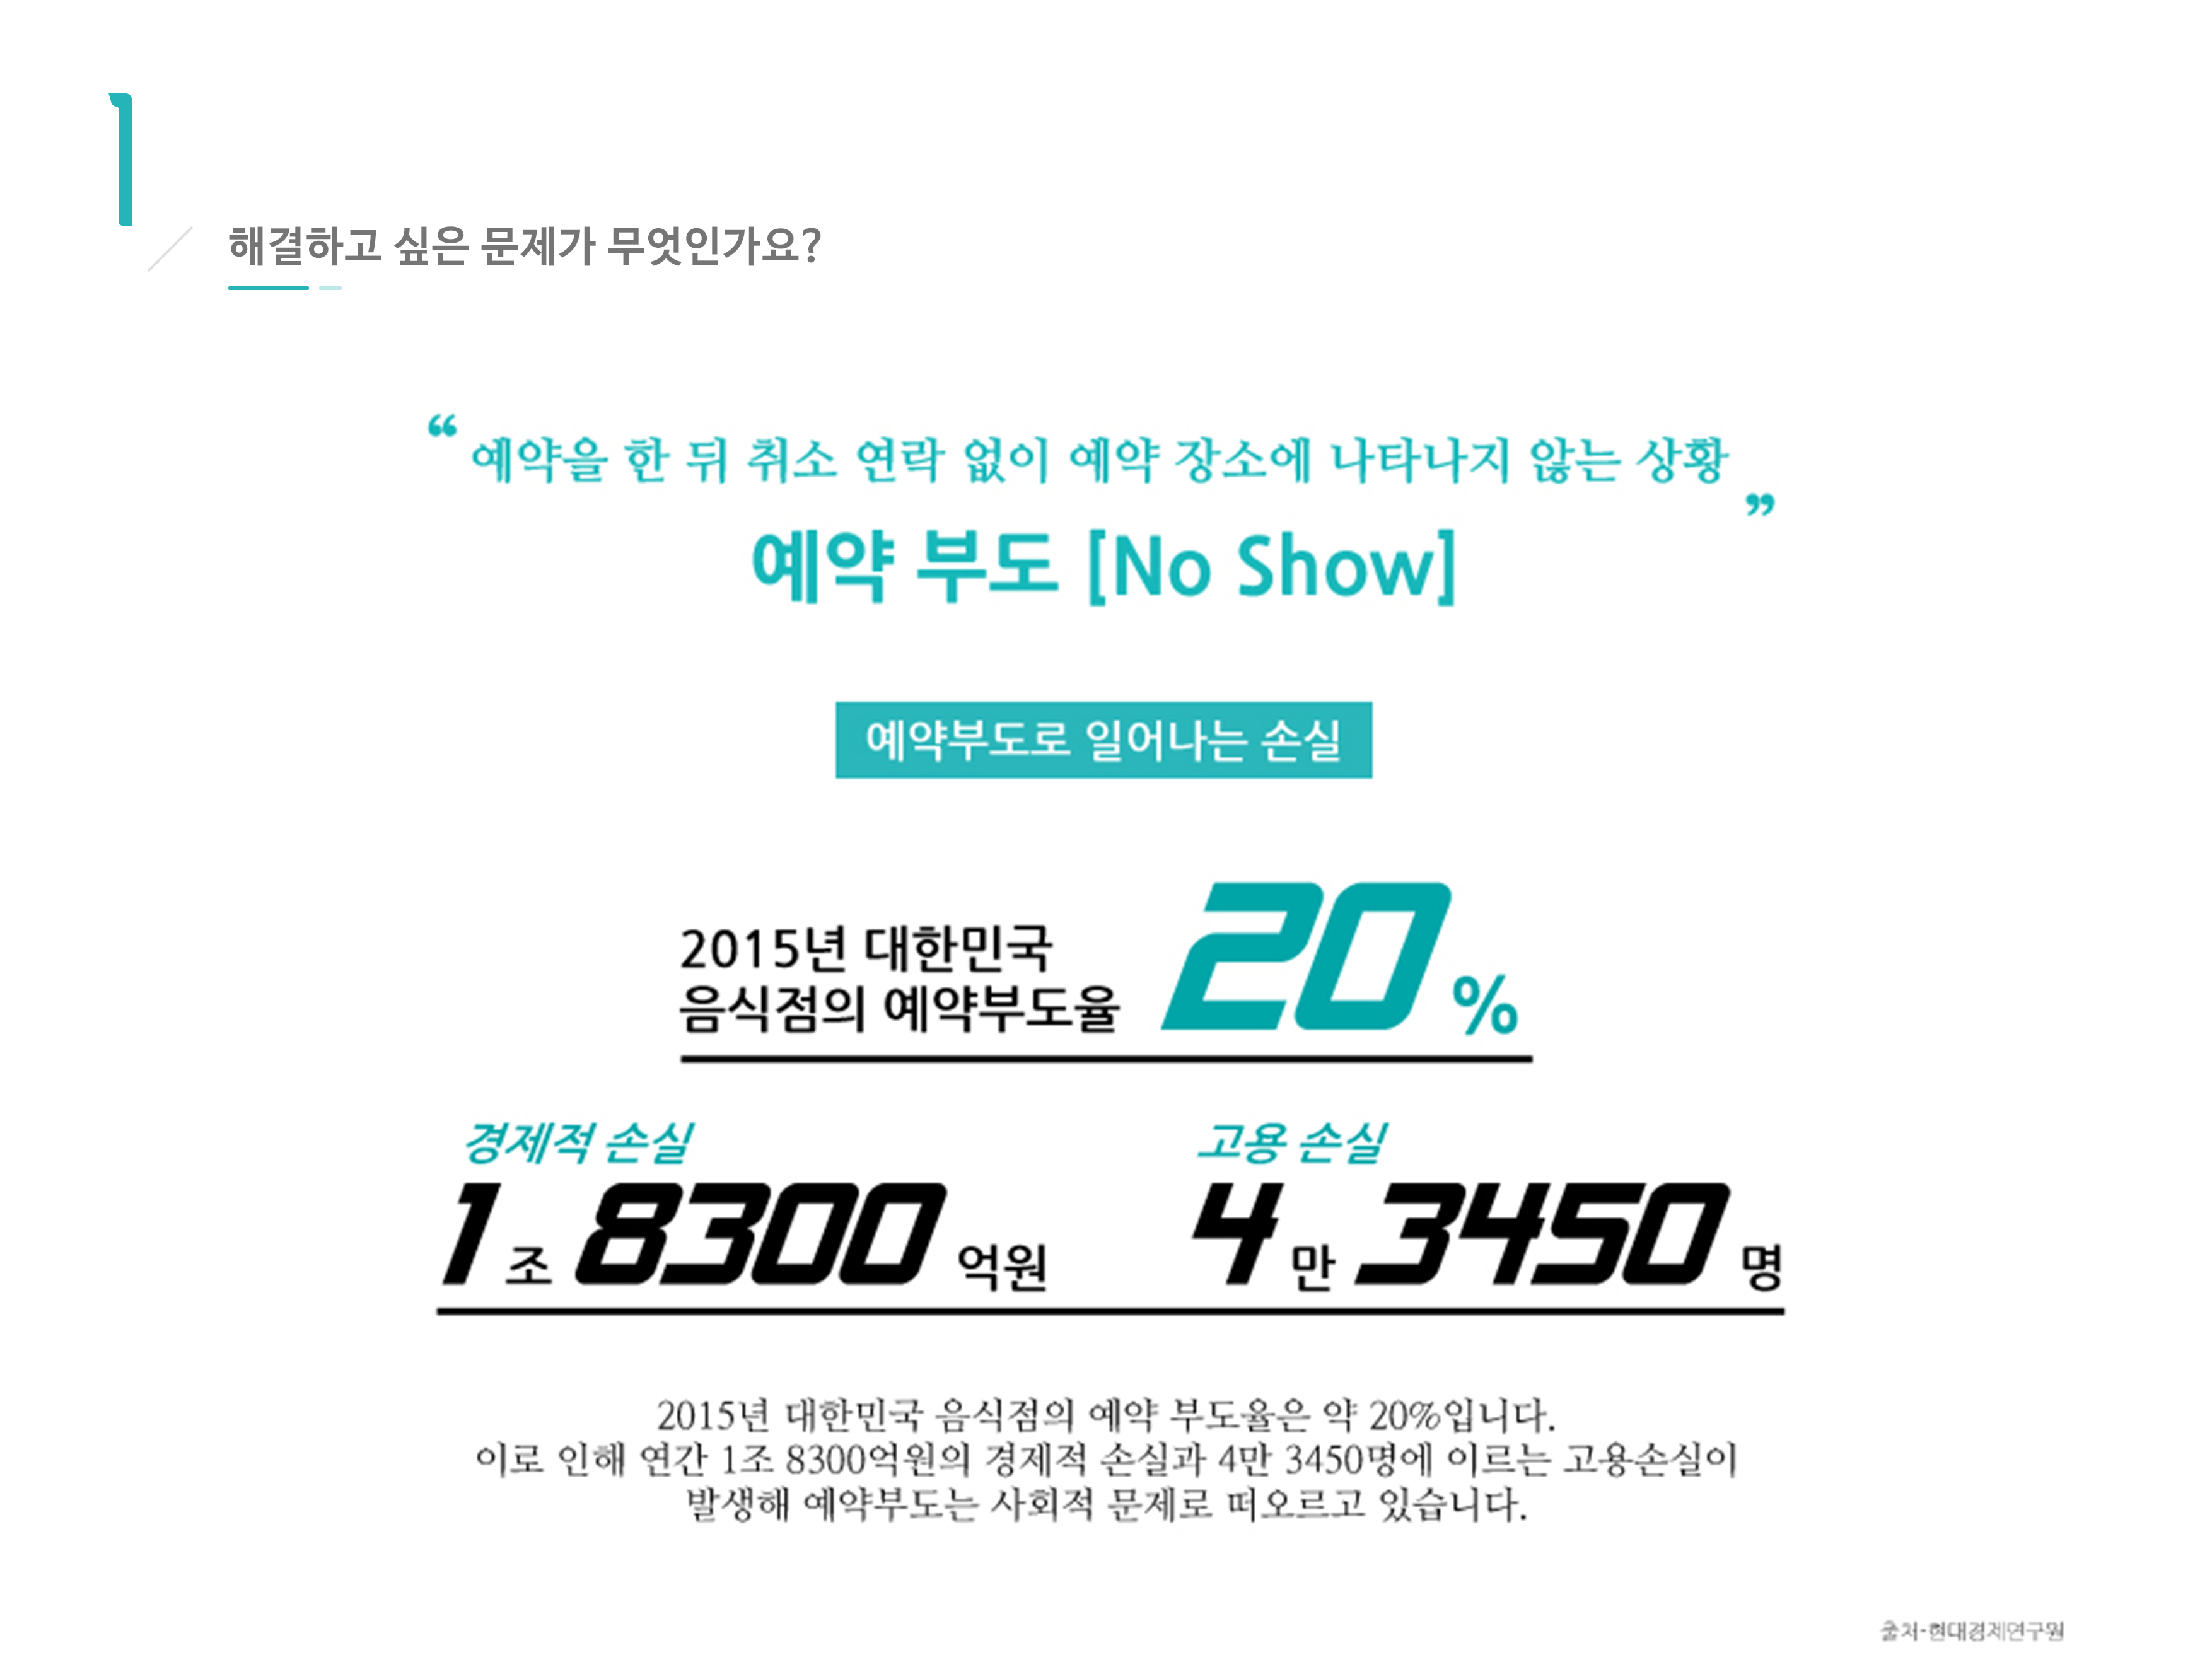 1
해결하고 싶은 문제가 무엇인가요?
“ 예약을 한 뒤 취소 연락 없이 예약 장소에 나타나지 않는 상황 ”
예약 부도 [No Show]
예약부도로 일어나는 손실
2015년 대한민국
음식점의 예약부도율 20%
경제적 손실
1조 8300억원
고용 손실
4만 3450명
2015년 대한민국 음식점의 예약 부도율은 약 20%입니다.
이로 인해 연간 1조 8300억원의 경제적 손실과 4만 3450명에 이르는 고용손실이
발생해 예약부도는 사회적 문제로 떠오르고 있습니다.
출처-현대경제연구원